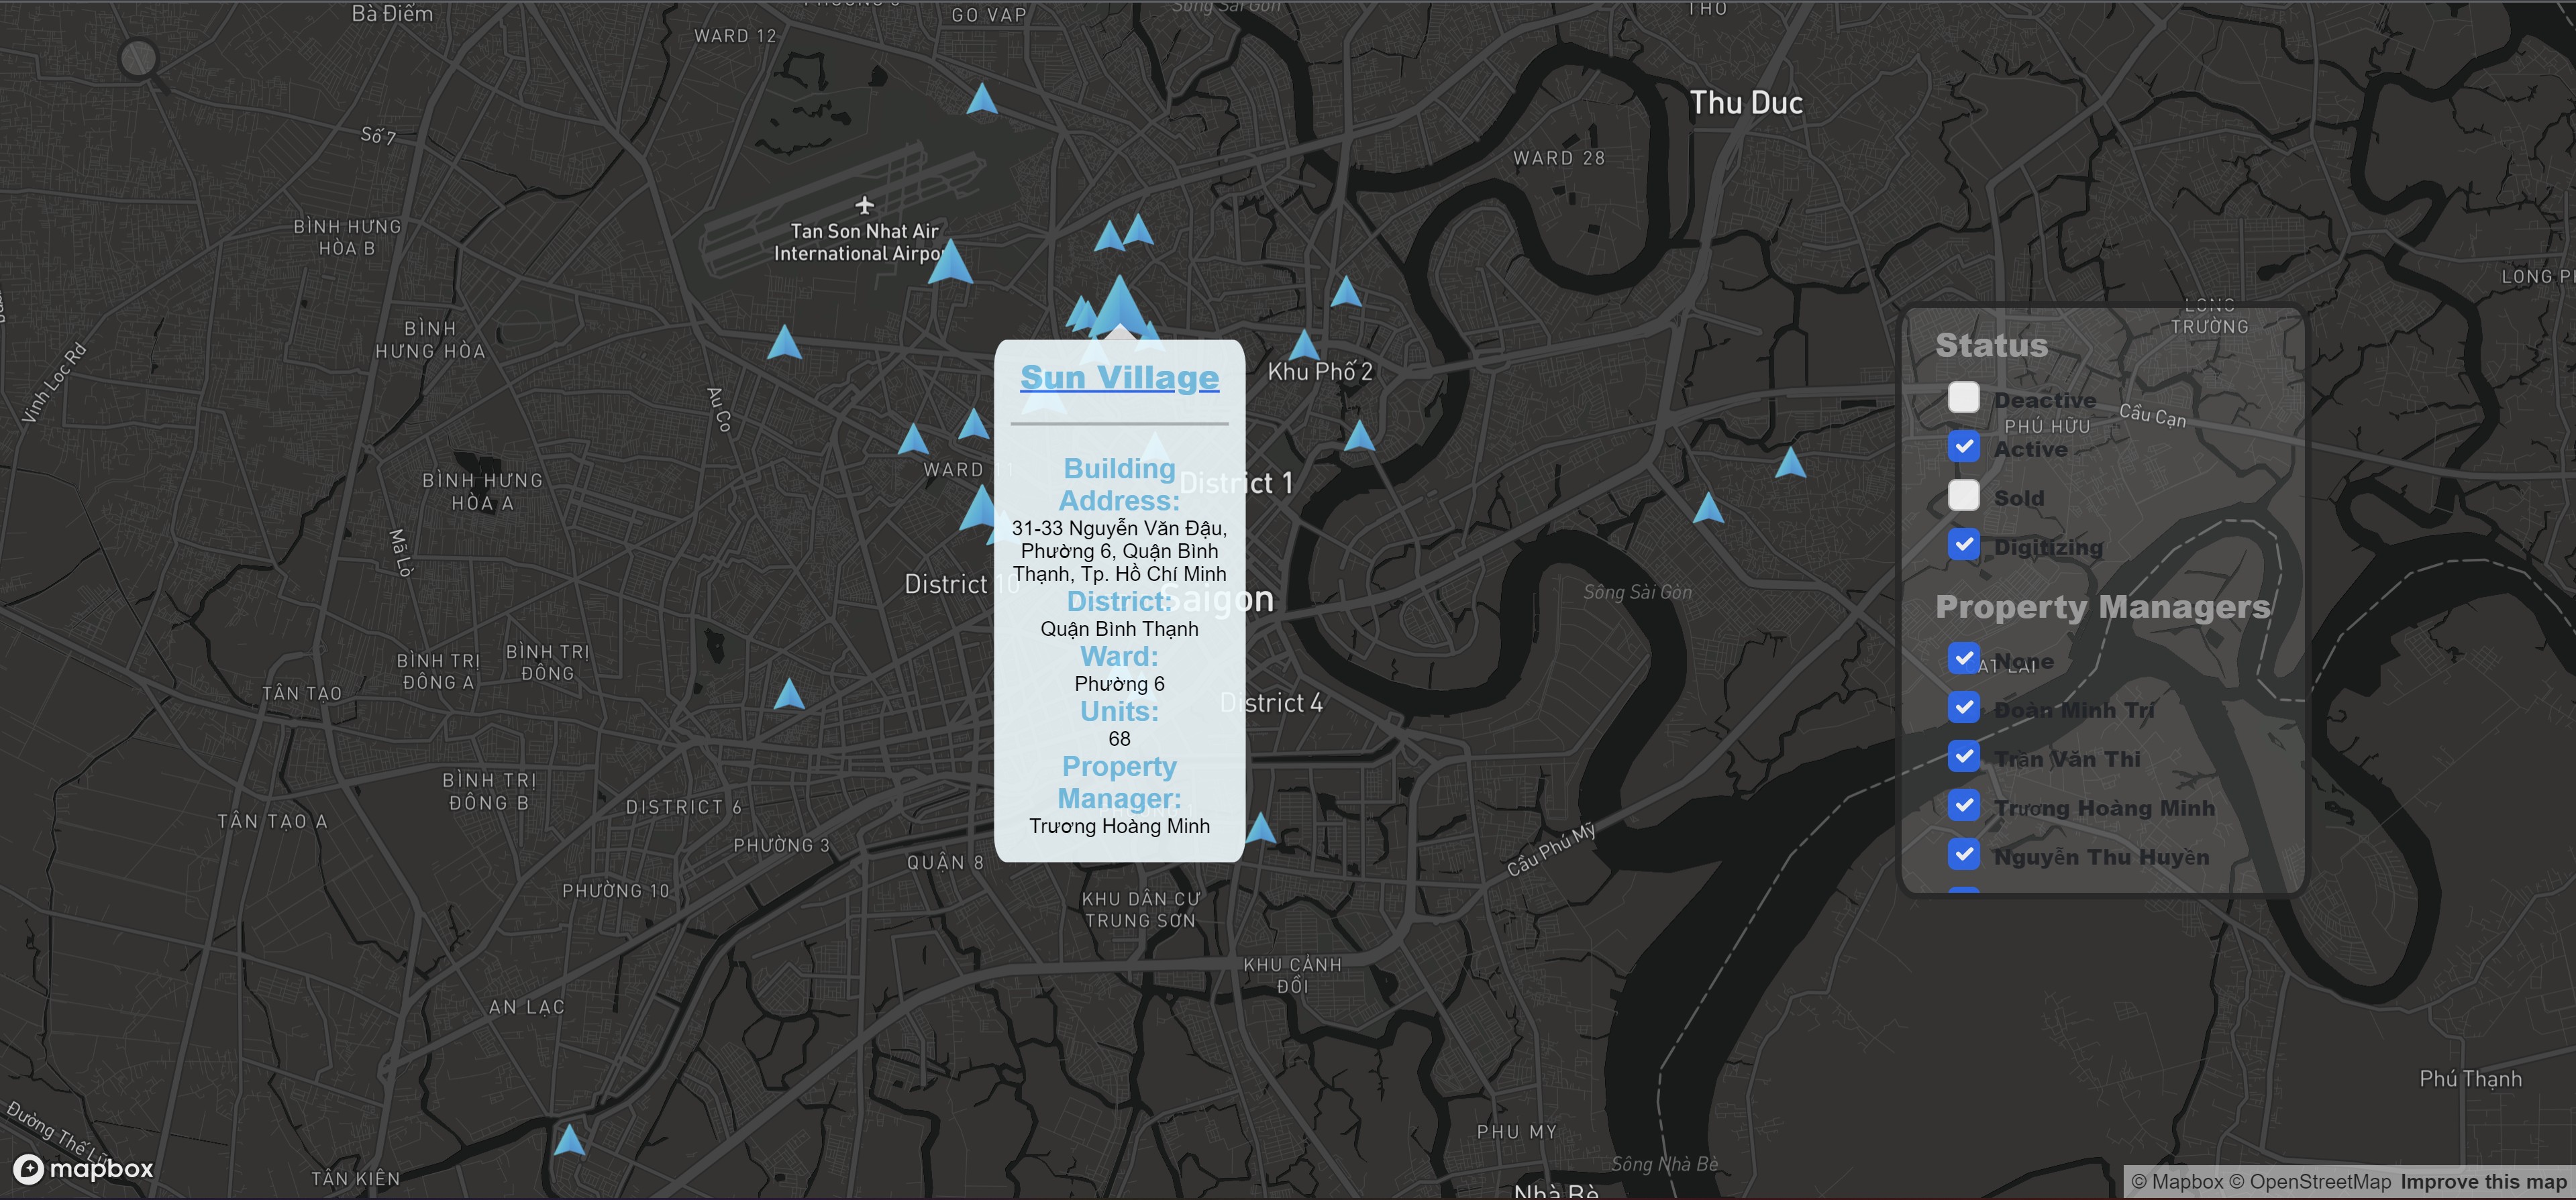 Bà Điểm
GO VAP
Sông Sài Gòn
THO
WARD 12
Thu Duc
Số 7
WARD 28
BÌNH HƯNG
HÒA B
Tan Son Nhat Air
International Airpor
LONG PH
LONG
TRƯỜNG
BÌNH
HƯNG HÒA
Vinh Loc Rd
Au Co
Khu Phố 2
Status
Deactive
PHÚ HỮU
Cầu Cạn
Active
Sold
Digitizing
Property Managers
None
CAT LAI
Đoàn Minh Trí
Trần Văn Thi
Trương Hoàng Minh
Nguyễn Thu Huyền
Sun Village
Building
Address:
31-33 Nguyễn Văn Đậu,
Phường 6, Quận Bình
Thạnh, Tp. Hồ Chí Minh
District:
Quận Bình Thạnh
Ward:
Phường 6
Units:
68
Property
Manager:
Trương Hoàng Minh
WARD 11
District 1
BÌNH HƯNG
HÒA A
Mã Lò
District 10
Saigon
Sông Sài Gòn
BÌNH TRỊ
ĐÔNG A
BÌNH TRỊ
ĐÔNG
TÂN TẠO
District 4
BÌNH TRỊ
ĐÔNG B
DISTRICT 6
TÂN TẠO A
PHƯỜNG 3
QUẬN 8
Cầu Phú Mỹ
PHƯỜNG 10
KHU DÂN CƯ
TRUNG SƠN
KHU CẢNH
ĐỒI
AN LẠC
Phú Thạnh
Đường Thế Lữ
PHU MY
Sông Nhà Bè
TÂN KIÊN
Nhà Bè
mapbox
© Mapbox © OpenStreetMap Improve this map